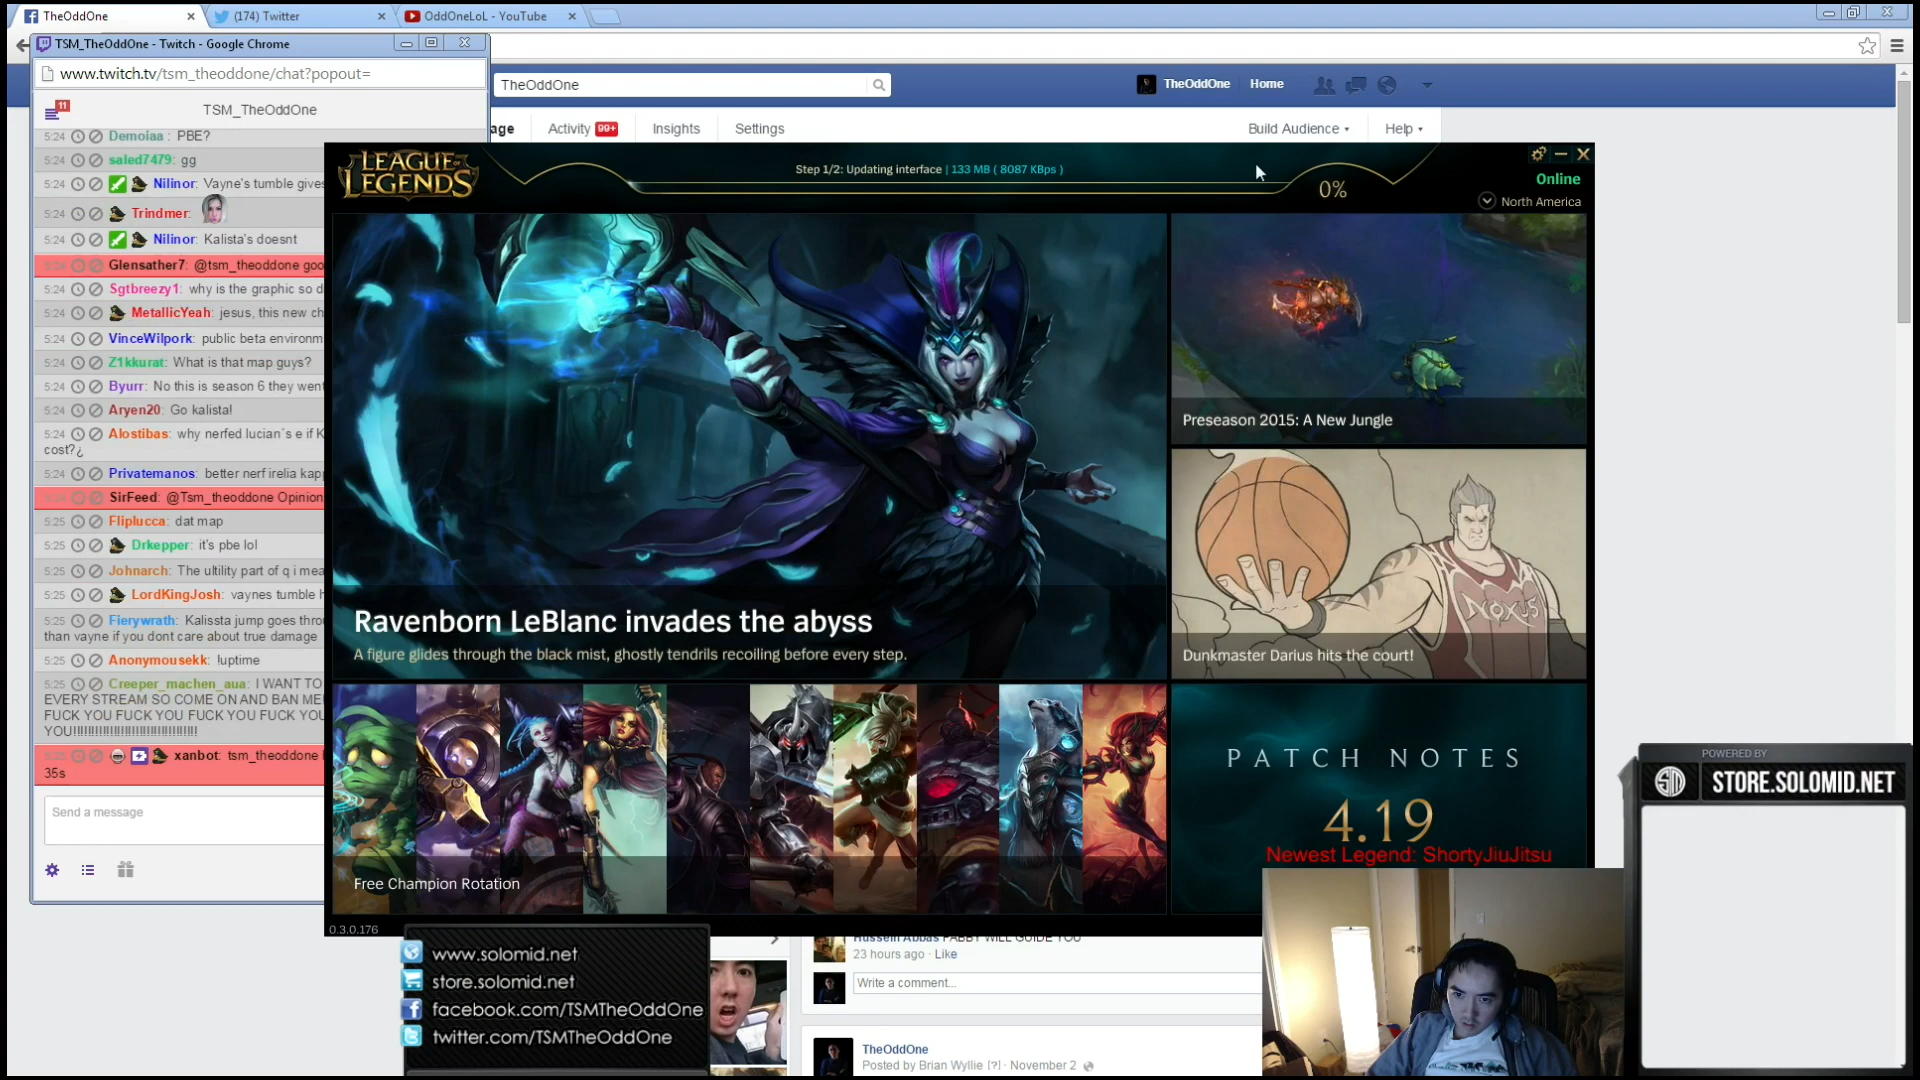 TheOddOne
(174) Twitter
OddOneLoL - YouTube
TSM_TheOddOne - Twitch - Google Chrome
www.twitch.tv/tsm_theoddone/chat?popout=
11
TSM_TheOddOne
TheOddOne
TheOddOne
Home
age
Activity 99+
Insights
Settings
Build Audience
Help
5:24 Demoiaa: PBE?
5:24 saled7479: gg
5:24 Nilinor: Vayne's tumble gives
5:24 Trindmer:
5:24 Nilinor: Kalista's doesnt
Glensather7: @tsm_theoddone goo
5:24 Sgtbreezy1: why is the graphic so d
5:24 MetallicYeah: jesus, this new ch
5:24 VinceWilpork: public beta environm
5:24 Z1kkurat: What is that map guys?
5:24 Byurr: No this is season 6 they went
5:24 Aryen20: Go kalista!
5:24 Alostibas: why nerfed lucian´s e if K
cost?¿
5:24 Privatemanos: better nerf irelia kapp
SirFeed: @Tsm_theoddone Opinion
5:25 Fliplucca: dat map
5:25 Drkepper: it's pbe lol
5:25 Johnarch: The ultility part of q i mea
5:25 LordKingJosh: vaynes tumble h
5:25 Fierywrath: Kalissta jump goes thro
than vayne if you dont care about true damage
5:25 Anonymousekk: !uptime
5:25 Creeper_machen_aua: I WANT TO
EVERY STREAM SO COME ON AND BAN ME
FUCK YOU FUCK YOU FUCK YOU FUCK YOU
YOU!!!!!!!!!!!!!!!!!!!!!!!!!!!!!!!!!!!
xanbot: tsm_theoddone
35s
Send a message
LEAGUE OF
LEGENDS
Step 1/2: Updating interface | 133 MB ( 8087 KBps )
0%
Online
North America
Ravenborn LeBlanc invades the abyss
A figure glides through the black mist, ghostly tendrils recoiling before every step.
Preseason 2015: A New Jungle
NOXUS
Dunkmaster Darius hits the court!
Free Champion Rotation
PATCH NOTES
4.19
Newest Legend: ShortyJiuJitsu
0.3.0.176
www.solomid.net
store.solomid.net
facebook.com/TSMTheOddOne
twitter.com/TSMTheOddOne
Hussein Abbas FABBY WILL GUIDE YOU
23 hours ago · Like
Write a comment...
TheOddOne
Posted by Brian Wyllie [?] · November 2
POWERED BY
STORE.SOLOMID.NET